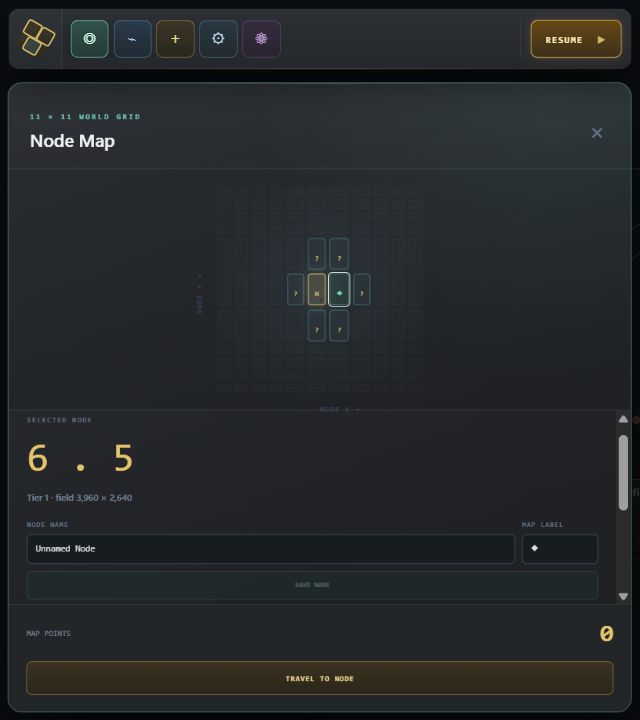 RESUME
11 × 11 WORLD GRID
Node Map
? ?
? H ◆ ?
? ?
NODE Y →
NODE X →
SELECTED NODE
6 . 5
Tier 1 · field 3,960 × 2,640
NODE NAME
MAP LABEL
Unnamed Node
◆
SAVE NAME
MAP POINTS
0
TRAVEL TO NODE